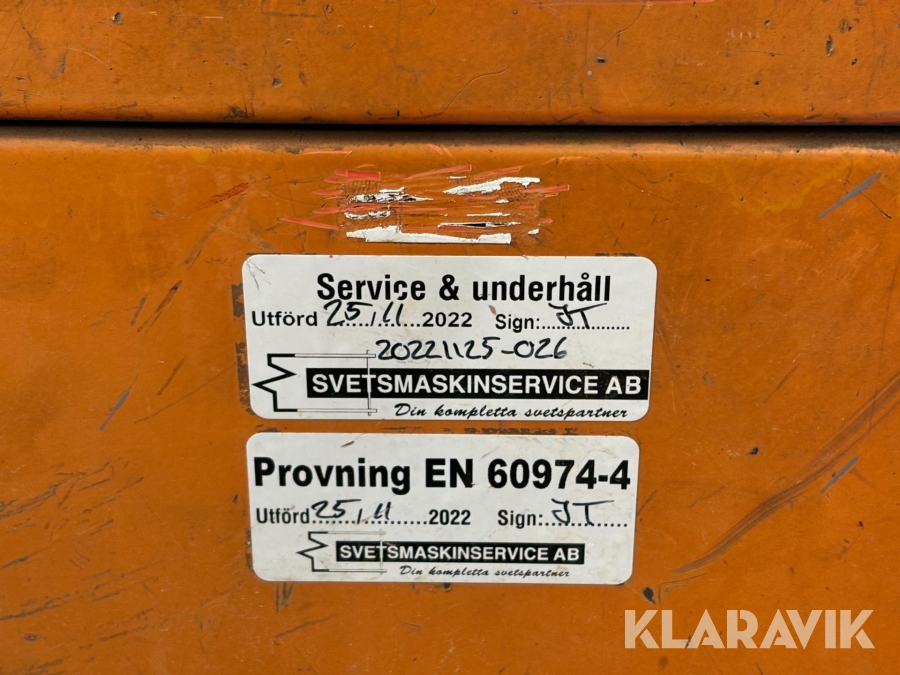 Service & underhåll
Utförd 25/11 2022 Sign: JT
20221125-026
SVETSMASKINSERVICE AB
Din kompletta svetspartner
Provning EN 60974-4
Utförd 25/11 2022 Sign: JT
SVETSMASKINSERVICE AB
Din kompletta svetspartner
KLARAVIK